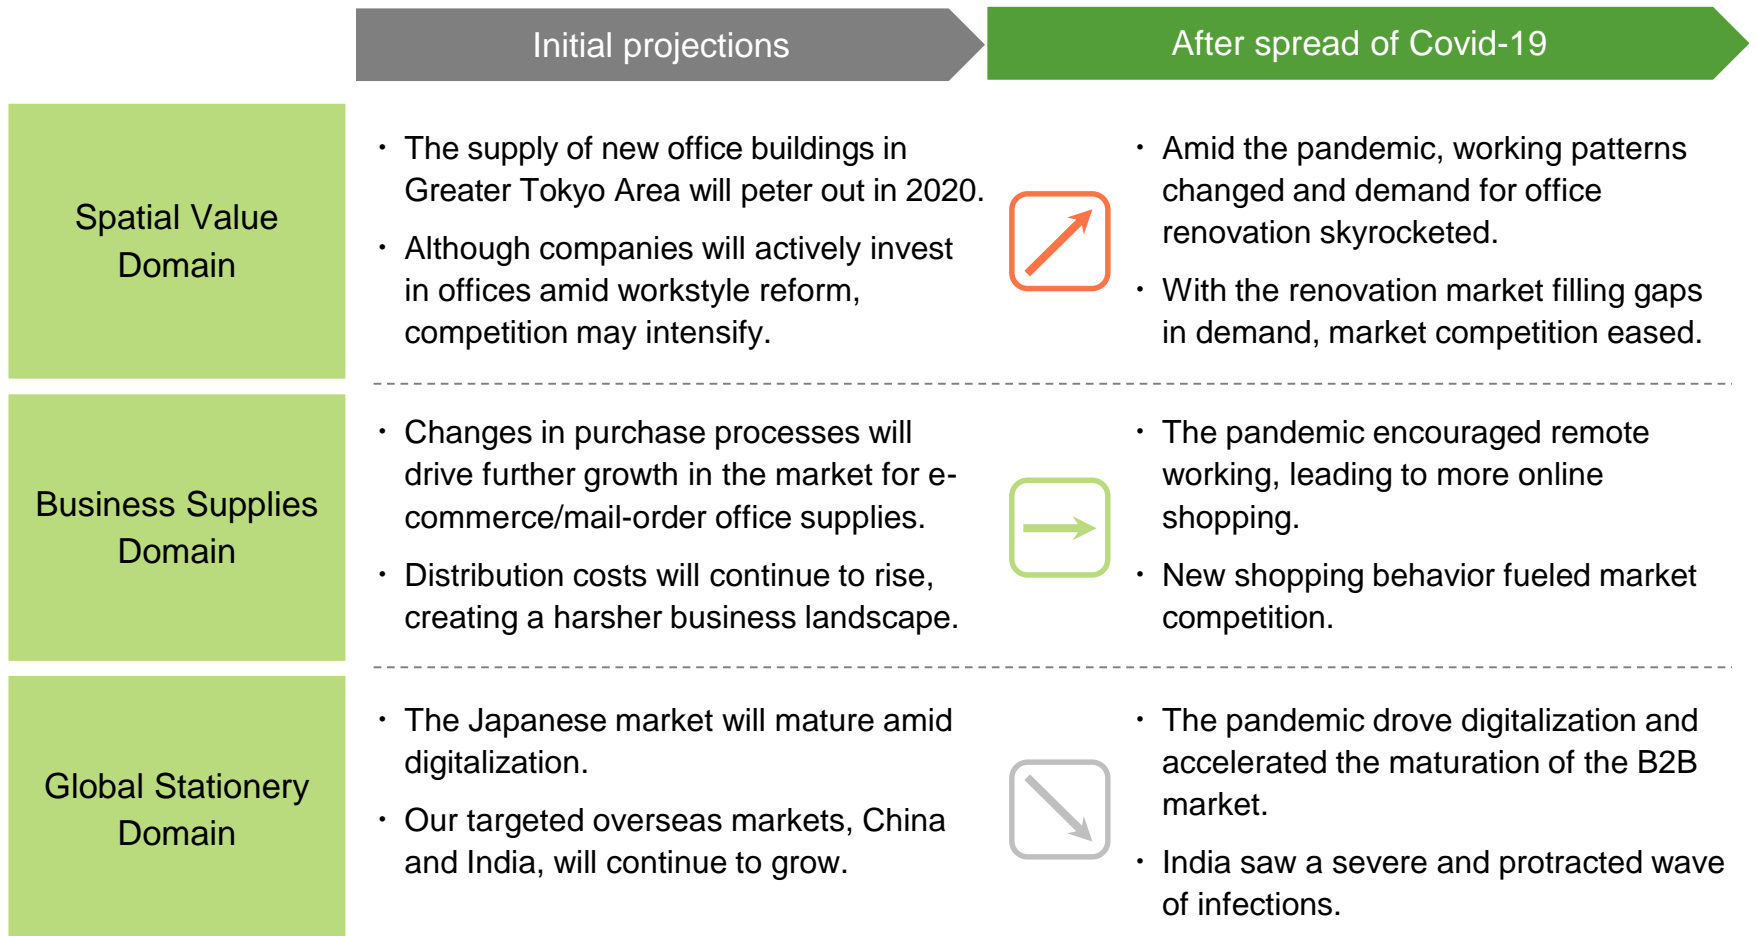 Initial projections
After spread of Covid-19
Spatial Value
Domain
・ The supply of new office buildings in
Greater Tokyo Area will peter out in 2020.
・ Although companies will actively invest
in offices amid workstyle reform,
competition may intensify.
・ Amid the pandemic, working patterns
changed and demand for office
renovation skyrocketed.
・ With the renovation market filling gaps
in demand, market competition eased.
Business Supplies
Domain
・ Changes in purchase processes will
drive further growth in the market for e-
commerce/mail-order office supplies.
・ Distribution costs will continue to rise,
creating a harsher business landscape.
・ The pandemic encouraged remote
working, leading to more online
shopping.
・ New shopping behavior fueled market
competition.
Global Stationery
Domain
・ The Japanese market will mature amid
digitalization.
・ Our targeted overseas markets, China
and India, will continue to grow.
・ The pandemic drove digitalization and
accelerated the maturation of the B2B
market.
・ India saw a severe and protracted wave
of infections.